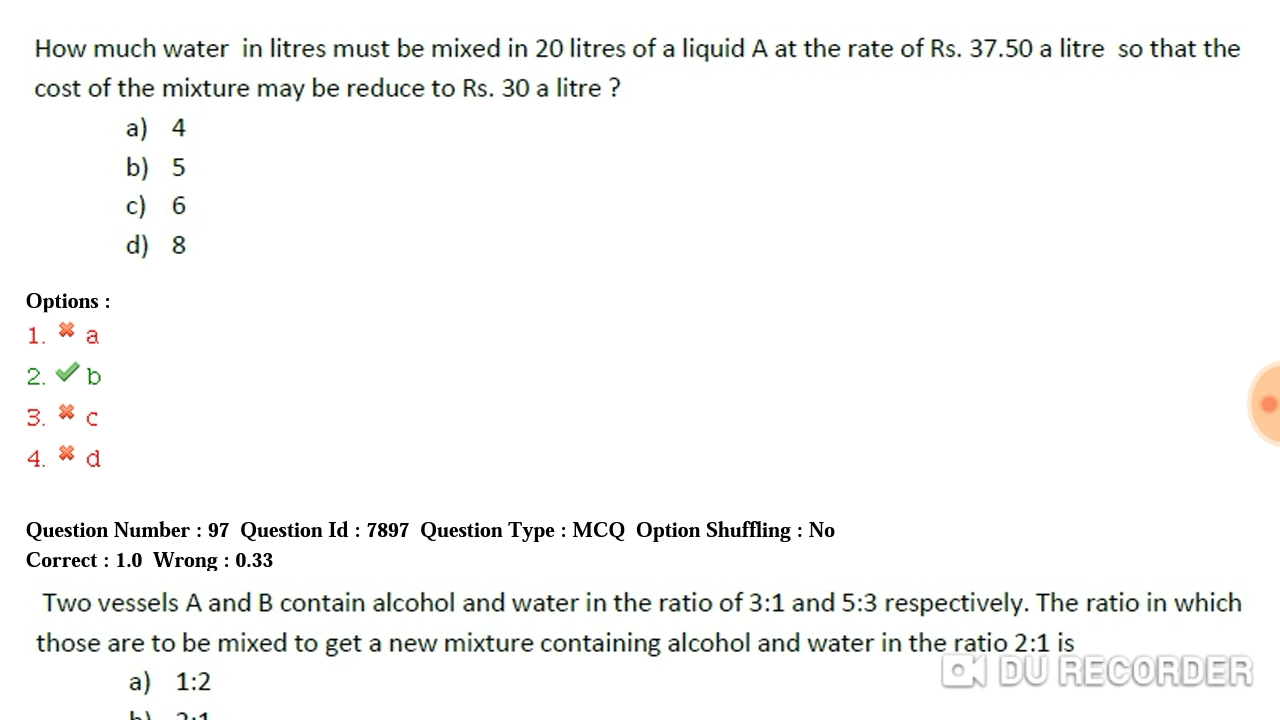 How much water in litres must be mixed in 20 litres of a liquid A at the rate of Rs. 37.50 a litre so that the
cost of the mixture may be reduce to Rs. 30 a litre ?
a) 4
b) 5
c) 6
d) 8
Options :
1. a
2. b
3. c
4. d
Question Number : 97 Question Id : 7897 Question Type : MCQ Option Shuffling : No
Correct : 1.0 Wrong : 0.33
Two vessels A and B contain alcohol and water in the ratio of 3:1 and 5:3 respectively. The ratio in which
those are to be mixed to get a new mixture containing alcohol and water in the ratio 2:1 is
DU RECORDER
a) 1:2